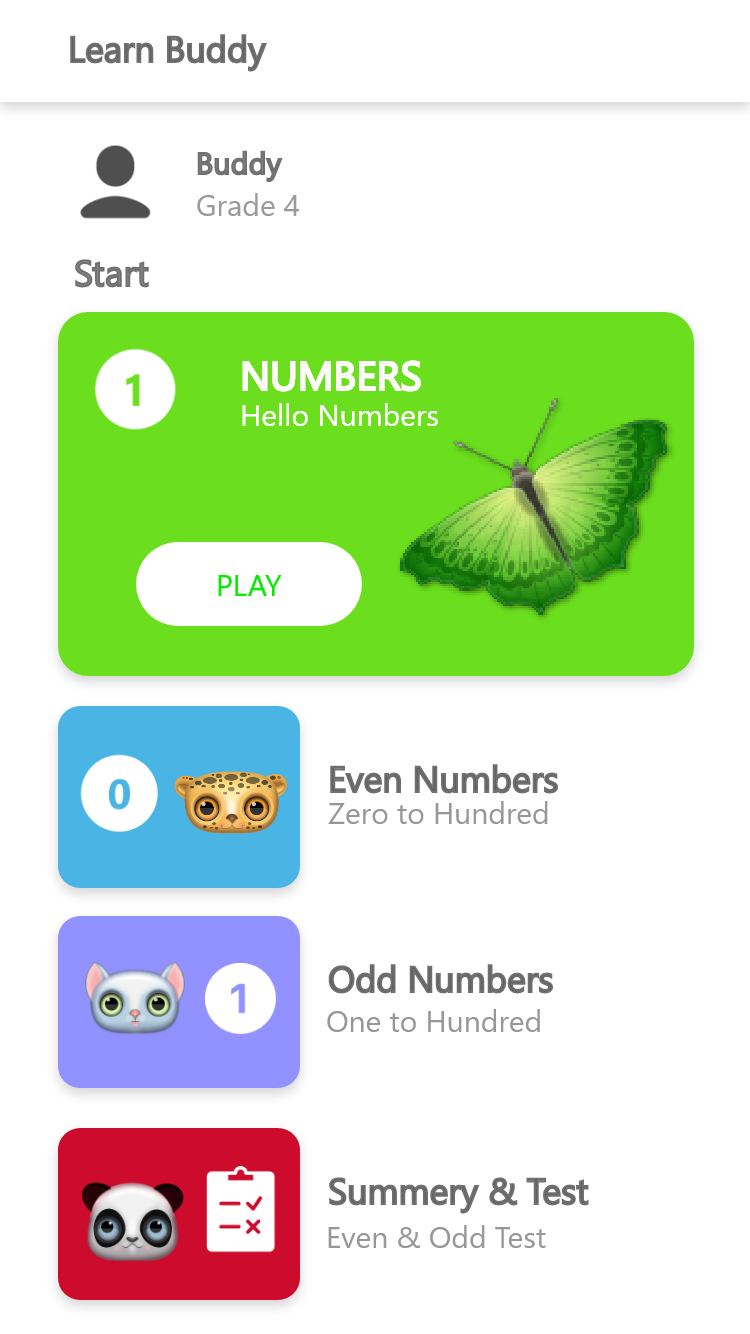 Learn Buddy
Buddy
Grade 4
Start
1
NUMBERS
Hello Numbers
PLAY
0
Even Numbers
Zero to Hundred
1
Odd Numbers
One to Hundred
Summery & Test
Even & Odd Test